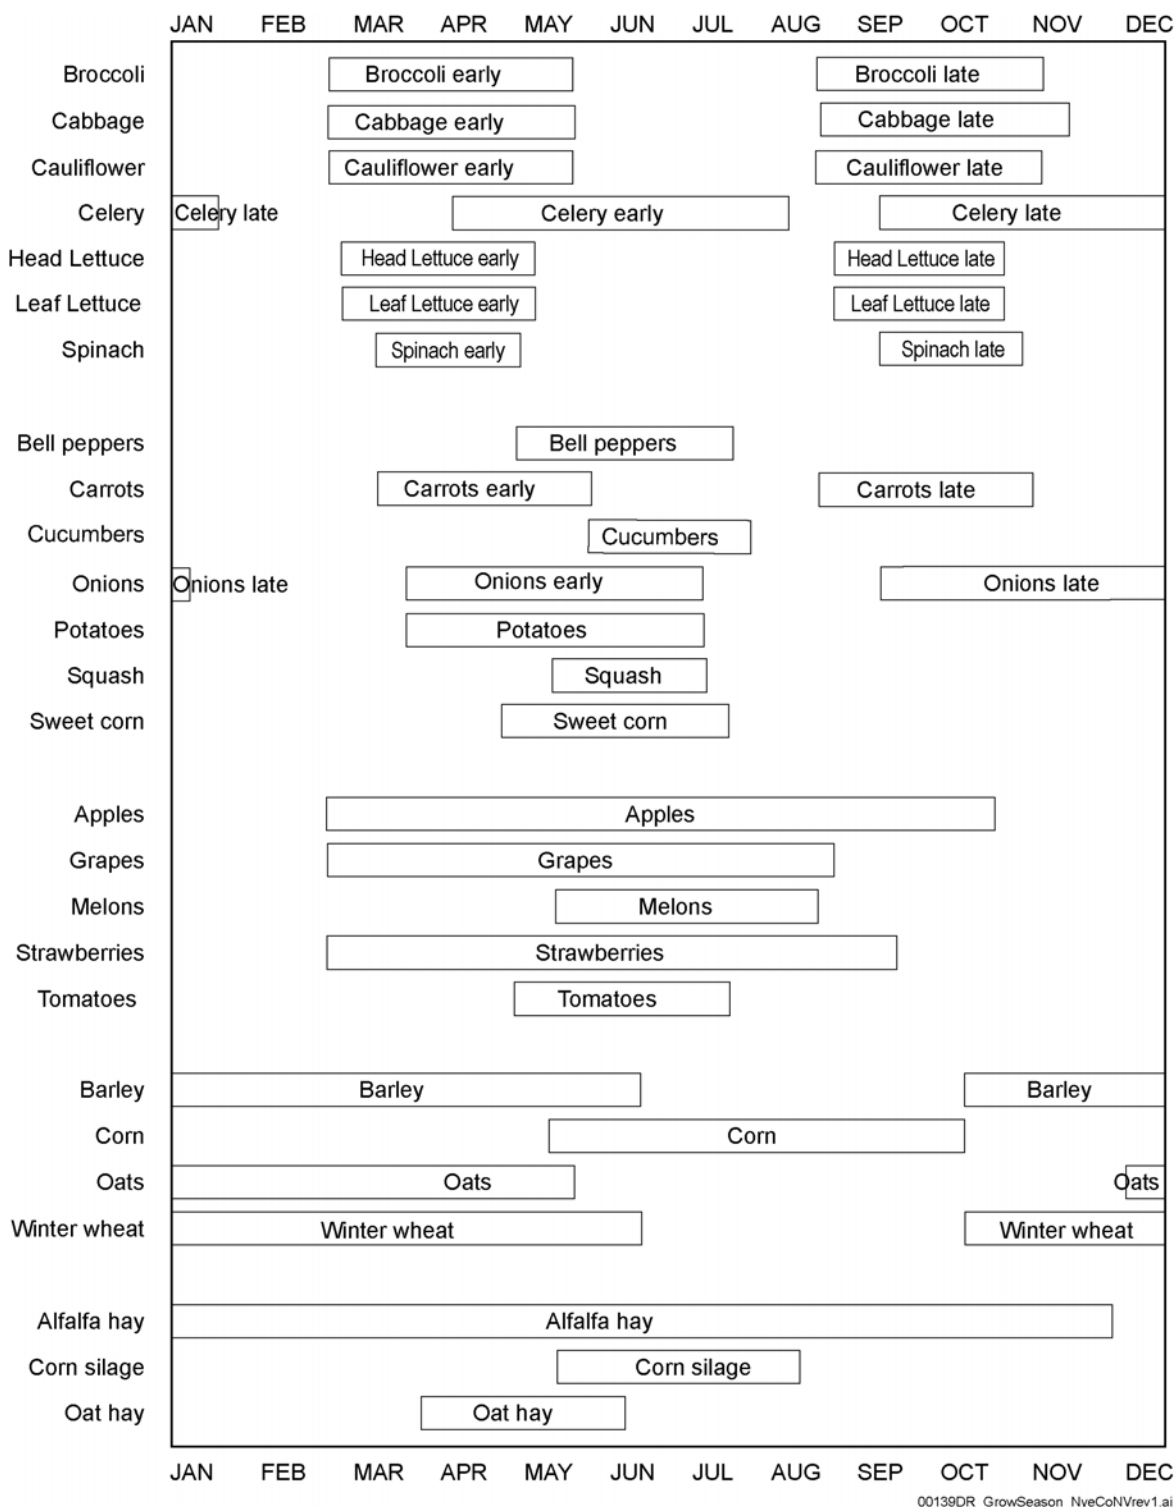 JAN FEB MAR APR MAY JUN JUL AUG SEP OCT NOV DEC
Broccoli Broccoli early Broccoli late
Cabbage Cabbage early Cabbage late
Cauliflower Cauliflower early Cauliflower late
Celery Celery late Celery early Celery late
Head Lettuce Head Lettuce early Head Lettuce late
Leaf Lettuce Leaf Lettuce early Leaf Lettuce late
Spinach Spinach early Spinach late
Bell peppers Bell peppers
Carrots Carrots early Carrots late
Cucumbers Cucumbers
Onions Onions late Onions early Onions late
Potatoes Potatoes
Squash Squash
Sweet corn Sweet corn
Apples Apples
Grapes Grapes
Melons Melons
Strawberries Strawberries
Tomatoes Tomatoes
Barley Barley Barley
Corn Corn
Oats Oats Oats
Winter wheat Winter wheat Winter wheat
Alfalfa hay Alfalfa hay
Corn silage Corn silage
Oat hay Oat hay
JAN FEB MAR APR MAY JUN JUL AUG SEP OCT NOV DEC
00139DR_GrowSeason_NyeCoNVrev1.ai